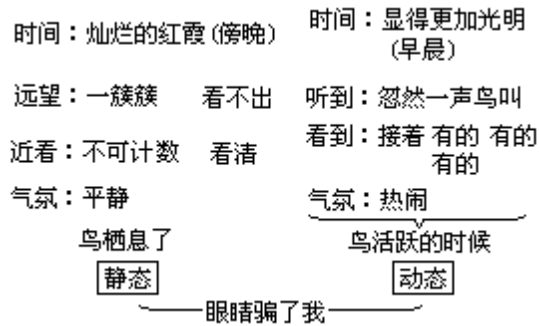 时间：灿烂的红霞(傍晚)
远望：一簇簇 看不出
近看：不可计数 看清
气氛：平静
鸟栖息了
静态
时间：显得更加光明
(早晨)
听到：忽然一声鸟叫
看到：接着 有的 有的
有的
气氛：热闹
鸟活跃的时候
动态
眼睛骗了我